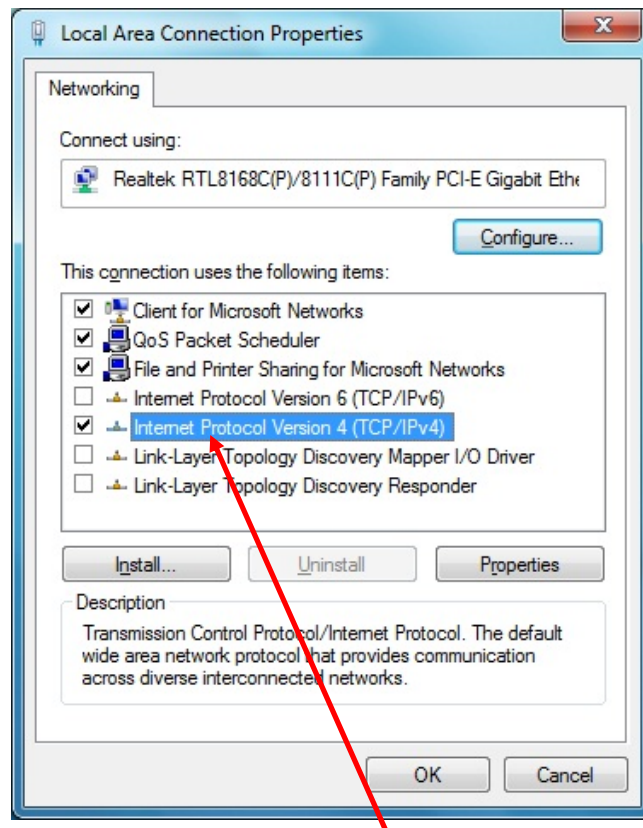 Local Area Connection Properties
Networking
Connect using:
Realtek RTL8168C(P)/8111C(P) Family PCI-E Gigabit Ethe
Configure...
This connection uses the following items:
Client for Microsoft Networks
QoS Packet Scheduler
File and Printer Sharing for Microsoft Networks
Internet Protocol Version 6 (TCP/IPv6)
Internet Protocol Version 4 (TCP/IPv4)
Link-Layer Topology Discovery Mapper I/O Driver
Link-Layer Topology Discovery Responder
Install... Uninstall Properties
Description
Transmission Control Protocol/Internet Protocol. The default
wide area network protocol that provides communication
across diverse interconnected networks.
OK Cancel